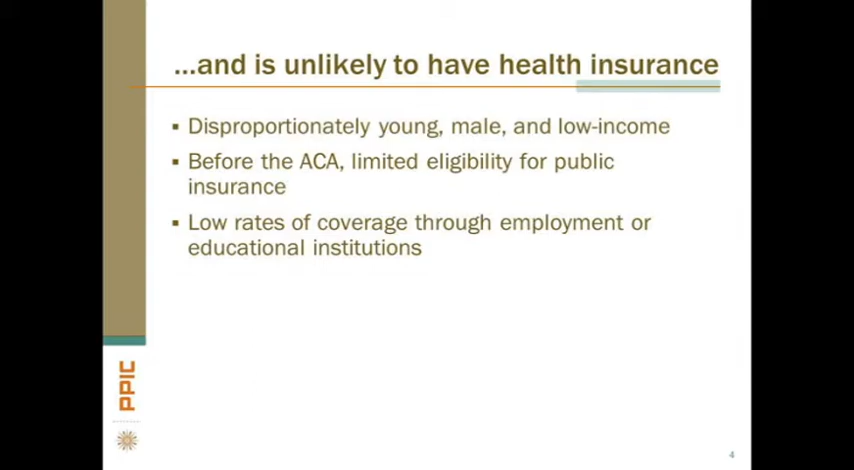 ...and is unlikely to have health insurance
▪ Disproportionately young, male, and low-income
▪ Before the ACA, limited eligibility for public
insurance
▪ Low rates of coverage through employment or
educational institutions
PPIC
4